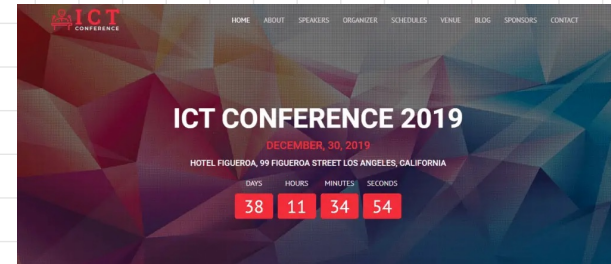 ICT
CONFERENCE
HOME ABOUT SPEAKERS ORGANIZER SCHEDULES VENUE BLOG SPONSORS CONTACT
ICT CONFERENCE 2019
DECEMBER, 30, 2019
HOTEL FIGUEROA, 99 FIGUEROA STREET LOS ANGELES, CALIFORNIA
DAYS HOURS MINUTES SECONDS
38 11 34 54